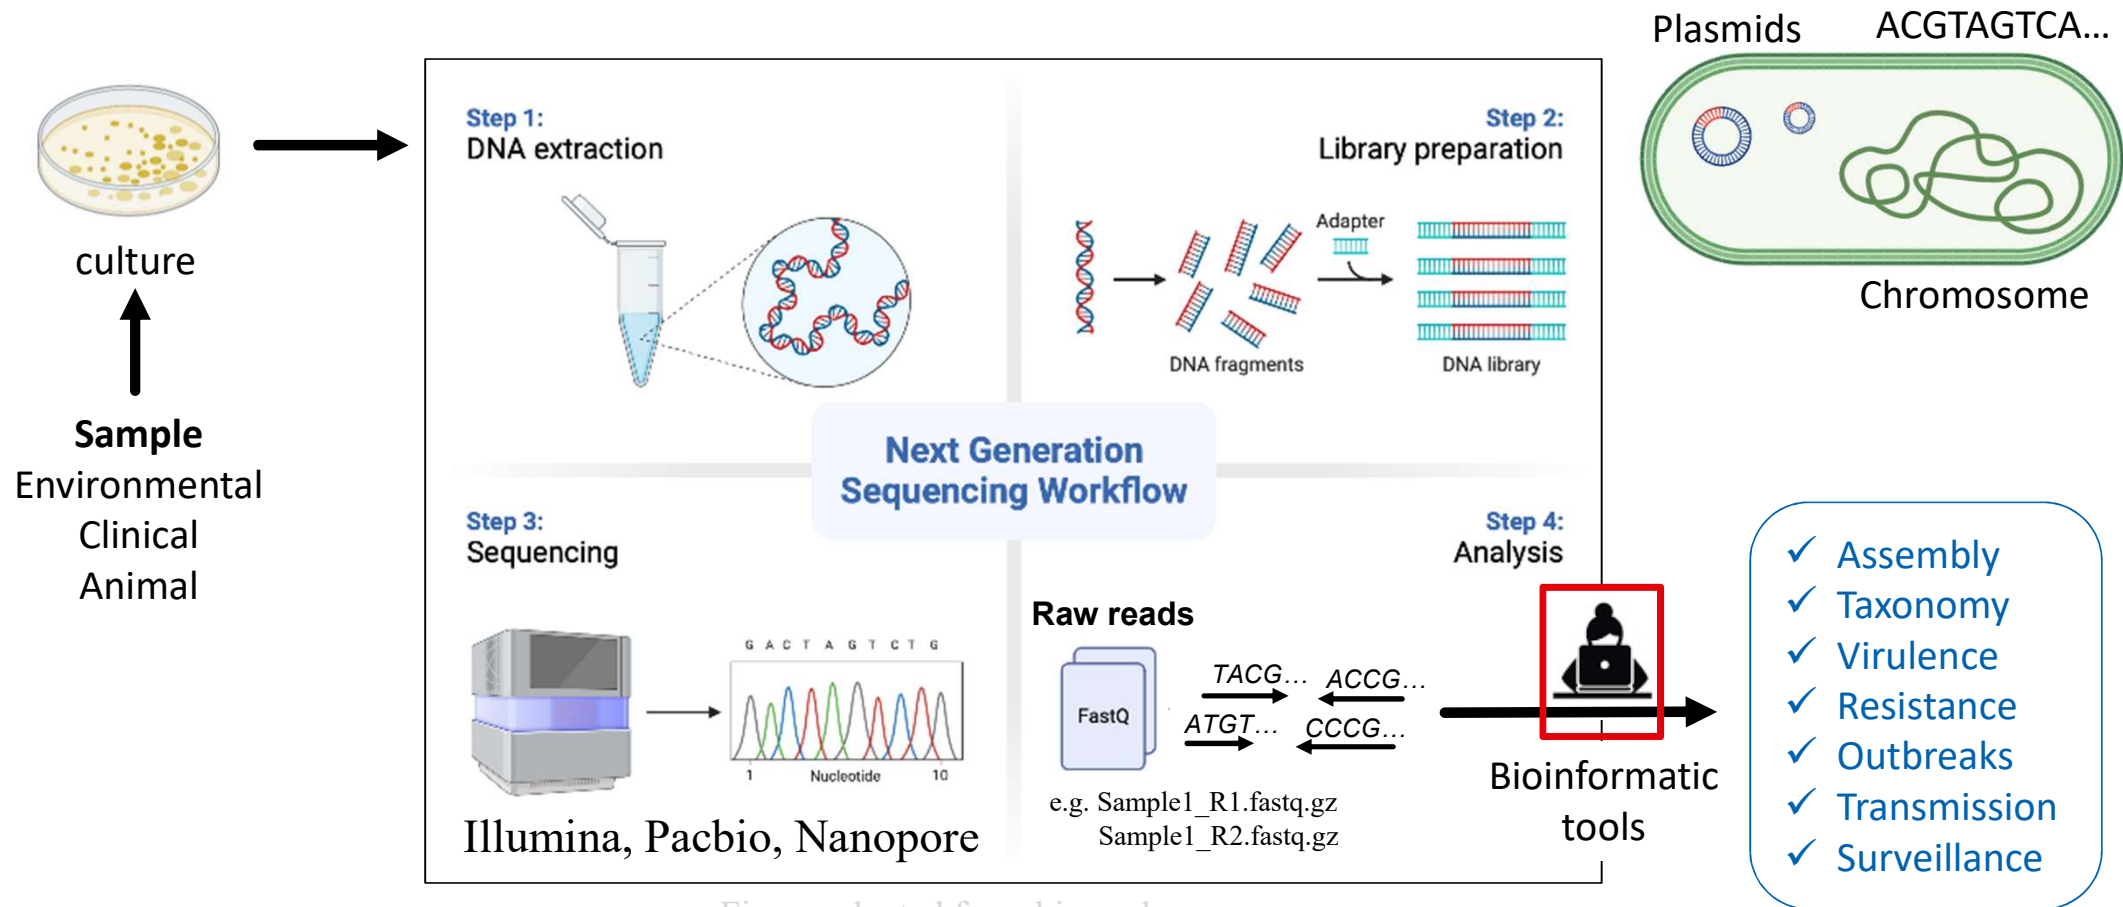 Plasmids
ACGTAGTCA...
Chromosome
culture
Sample
Environmental
Clinical
Animal
Step 1:
DNA extraction
Step 2:
Library preparation
Adapter
DNA fragments
DNA library
Next Generation
Sequencing Workflow
Step 3:
Sequencing
G A C T A G T C T G
1 Nucleotide 10
Illumina, Pacbio, Nanopore
Step 4:
Analysis
Raw reads
FastQ
TACG... ACCG...
ATGT... CCCG...
e.g. Sample1_R1.fastq.gz
Sample1_R2.fastq.gz
Bioinformatic
tools
✓ Assembly
✓ Taxonomy
✓ Virulence
✓ Resistance
✓ Outbreaks
✓ Transmission
✓ Surveillance